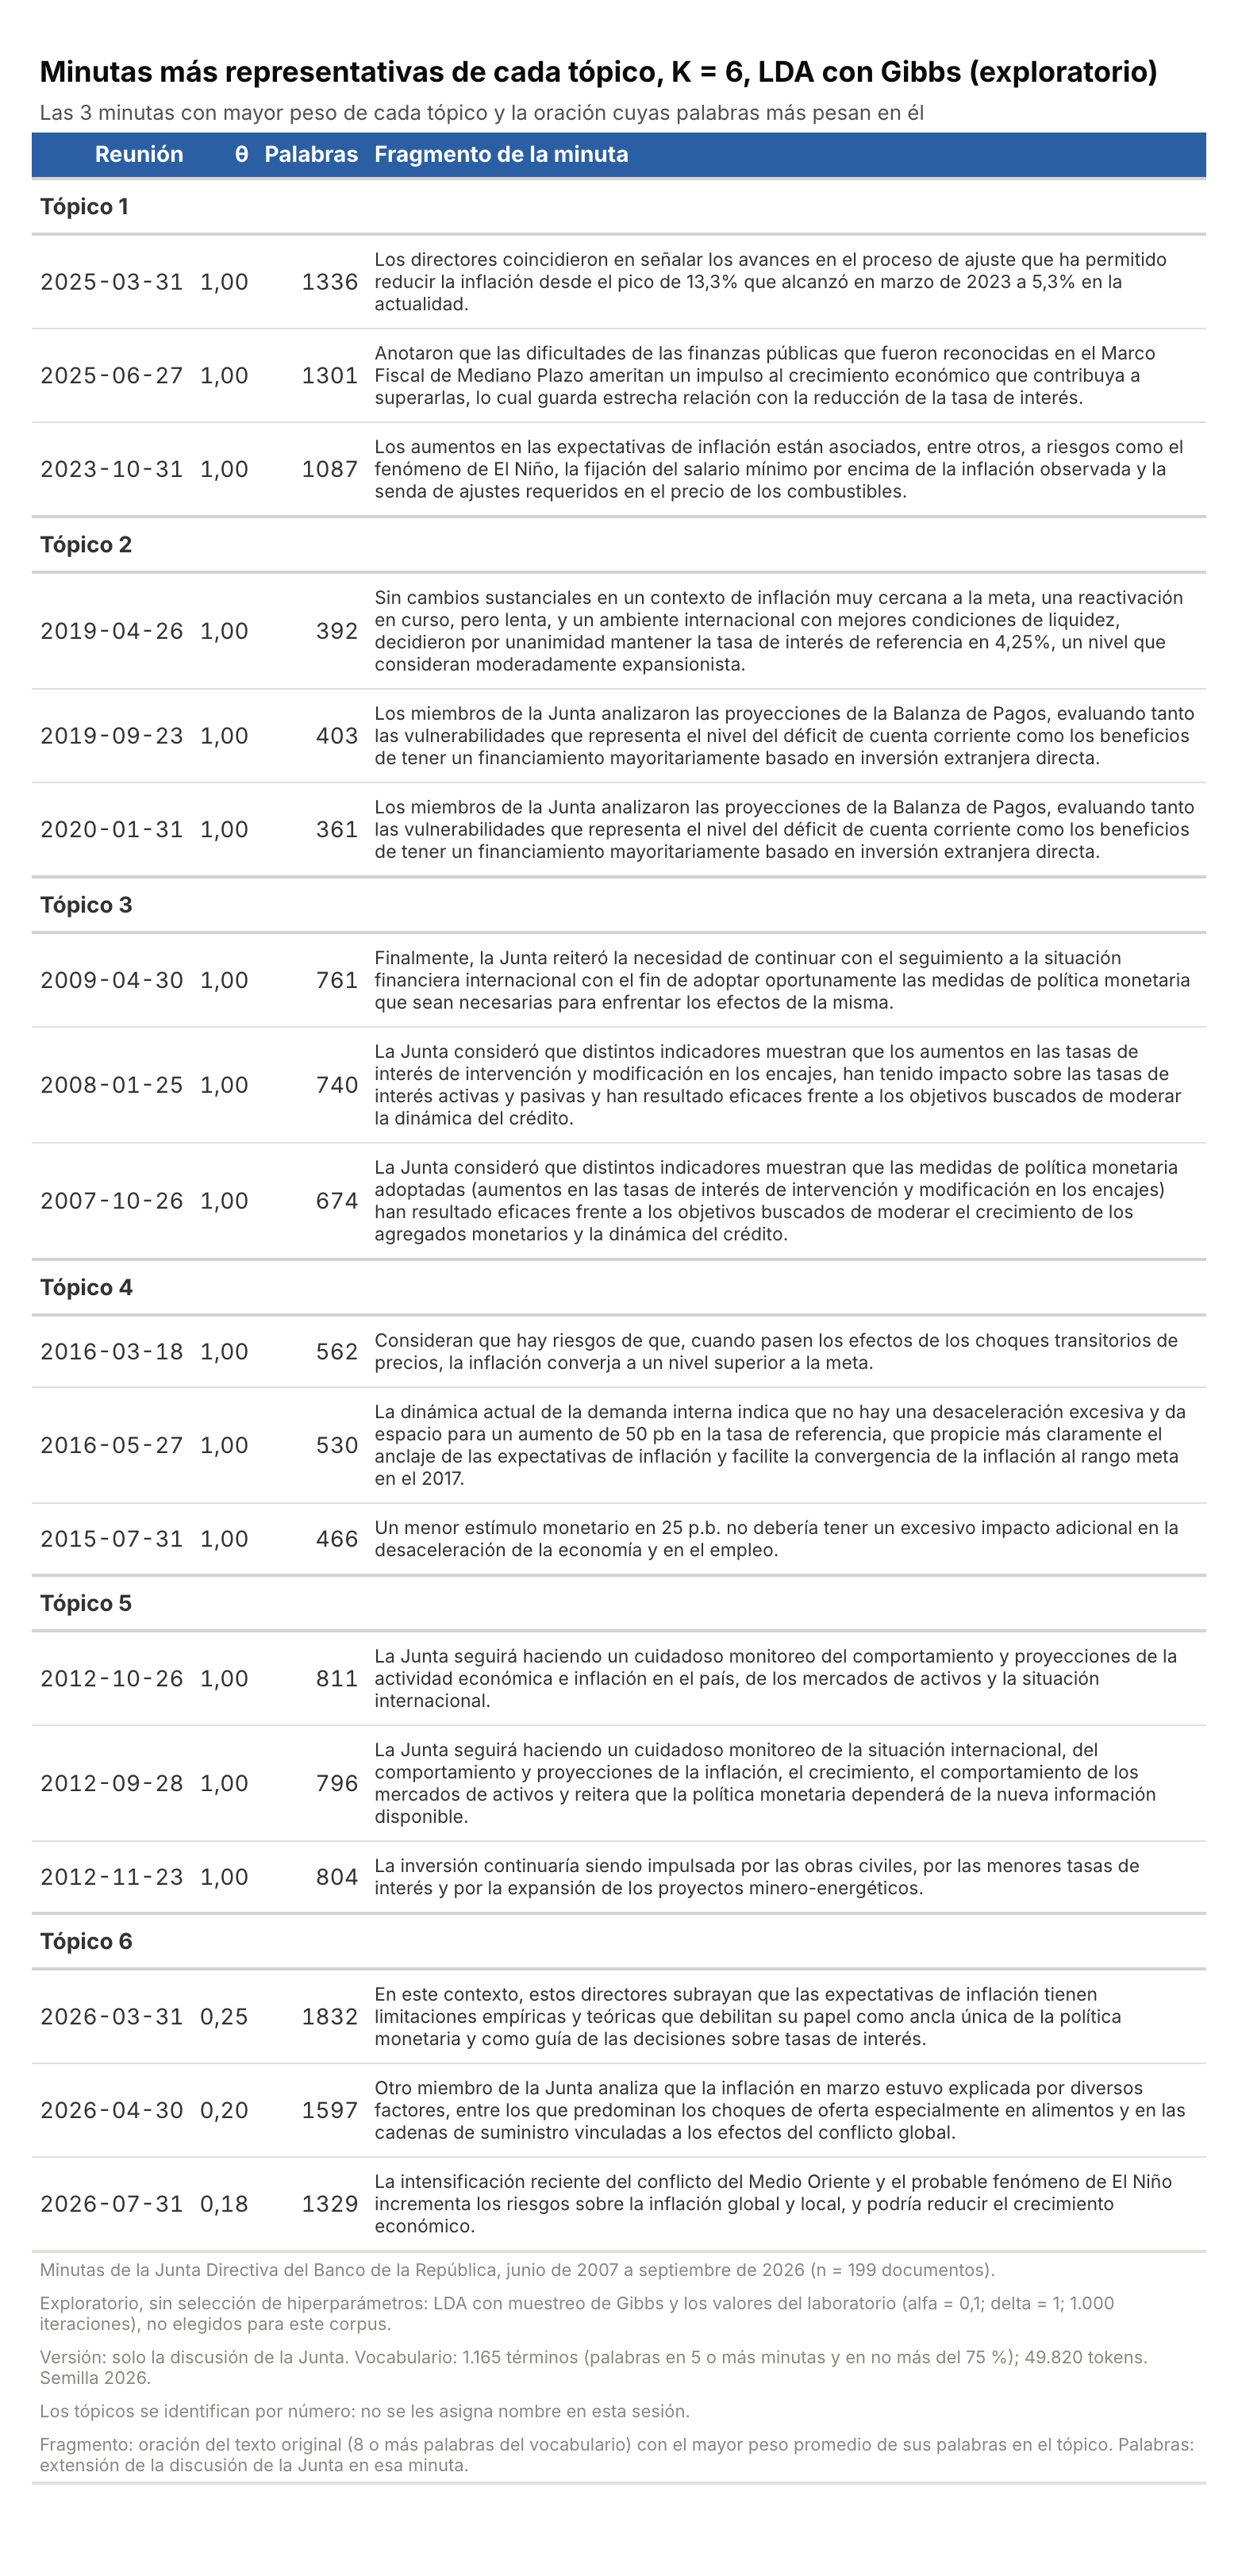 Minutas más representativas de cada tópico, K = 6, LDA con Gibbs (exploratorio)
Las 3 minutas con mayor peso de cada tópico y la oración cuyas palabras más pesan en él
Reunión θ Palabras Fragmento de la minuta
Tópico 1
Los directores coincidieron en señalar los avances en el proceso de ajuste que ha permitido
2025-03-31 1,00 1336 reducir la inflación desde el pico de 13,3% que alcanzó en marzo de 2023 a 5,3% en la
actualidad.
Anotaron que las dificultades de las finanzas públicas que fueron reconocidas en el Marco
2025-06-27 1,00 1301 Fiscal de Mediano Plazo ameritan un impulso al crecimiento económico que contribuya a
superarlas, lo cual guarda estrecha relación con la reducción de la tasa de interés.
Los aumentos en las expectativas de inflación están asociados, entre otros, a riesgos como el
2023-10-31 1,00 1087 fenómeno de El Niño, la fijación del salario mínimo por encima de la inflación observada y la
senda de ajustes requeridos en el precio de los combustibles.
Tópico 2
Sin cambios sustanciales en un contexto de inflación muy cercana a la meta, una reactivación
en curso, pero lenta, y un ambiente internacional con mejores condiciones de liquidez,
2019-04-26 1,00 392 decidieron por unanimidad mantener la tasa de interés de referencia en 4,25%, un nivel que
consideran moderadamente expansionista.
Los miembros de la Junta analizaron las proyecciones de la Balanza de Pagos, evaluando tanto
2019-09-23 1,00 403 las vulnerabilidades que representa el nivel del déficit de cuenta corriente como los beneficios
de tener un financiamiento mayoritariamente basado en inversión extranjera directa.
Los miembros de la Junta analizaron las proyecciones de la Balanza de Pagos, evaluando tanto
2020-01-31 1,00 361 las vulnerabilidades que representa el nivel del déficit de cuenta corriente como los beneficios
de tener un financiamiento mayoritariamente basado en inversión extranjera directa.
Tópico 3
Finalmente, la Junta reiteró la necesidad de continuar con el seguimiento a la situación
2009-04-30 1,00 761 financiera internacional con el fin de adoptar oportunamente las medidas de política monetaria
que sean necesarias para enfrentar los efectos de la misma.
La Junta consideró que distintos indicadores muestran que los aumentos en las tasas de
interés de intervención y modificación en los encajes, han tenido impacto sobre las tasas de
2008-01-25 1,00 740 interés activas y pasivas y han resultado eficaces frente a los objetivos buscados de moderar
la dinámica del crédito.
La Junta consideró que distintos indicadores muestran que las medidas de política monetaria
adoptadas (aumentos en las tasas de interés de intervención y modificación en los encajes)
2007-10-26 1,00 674 han resultado eficaces frente a los objetivos buscados de moderar el crecimiento de los
agregados monetarios y la dinámica del crédito.
Tópico 4
2016-03-18 1,00 562 Consideran que hay riesgos de que, cuando pasen los efectos de los choques transitorios de
precios, la inflación converja a un nivel superior a la meta.
La dinámica actual de la demanda interna indica que no hay una desaceleración excesiva y da
espacio para un aumento de 50 pb en la tasa de referencia, que propicie más claramente el
2016-05-27 1,00 530 anclaje de las expectativas de inflación y facilite la convergencia de la inflación al rango meta
en el 2017.
2015-07-31 1,00 466 Un menor estímulo monetario en 25 p.b. no debería tener un excesivo impacto adicional en la
desaceleración de la economía y en el empleo.
Tópico 5
La Junta seguirá haciendo un cuidadoso monitoreo del comportamiento y proyecciones de la
2012-10-26 1,00 811 actividad económica e inflación en el país, de los mercados de activos y la situación
internacional.
La Junta seguirá haciendo un cuidadoso monitoreo de la situación internacional, del
comportamiento y proyecciones de la inflación, el crecimiento, el comportamiento de los
2012-09-28 1,00 796 mercados de activos y reitera que la política monetaria dependerá de la nueva información
disponible.
2012-11-23 1,00 804 La inversión continuaría siendo impulsada por las obras civiles, por las menores tasas de
interés y por la expansión de los proyectos minero-energéticos.
Tópico 6
En este contexto, estos directores subrayan que las expectativas de inflación tienen
2026-03-31 0,25 1832 limitaciones empíricas y teóricas que debilitan su papel como ancla única de la política
monetaria y como guía de las decisiones sobre tasas de interés.
Otro miembro de la Junta analiza que la inflación en marzo estuvo explicada por diversos
2026-04-30 0,20 1597 factores, entre los que predominan los choques de oferta especialmente en alimentos y en las
cadenas de suministro vinculadas a los efectos del conflicto global.
La intensificación reciente del conflicto del Medio Oriente y el probable fenómeno de El Niño
2026-07-31 0,18 1329 incrementa los riesgos sobre la inflación global y local, y podría reducir el crecimiento
económico.
Minutas de la Junta Directiva del Banco de la República, junio de 2007 a septiembre de 2026 (n = 199 documentos).
Exploratorio, sin selección de hiperparámetros: LDA con muestreo de Gibbs y los valores del laboratorio (alfa = 0,1; delta = 1; 1.000
iteraciones), no elegidos para este corpus.
Versión: solo la discusión de la Junta. Vocabulario: 1.165 términos (palabras en 5 o más minutas y en no más del 75 %); 49.820 tokens.
Semilla 2026.
Los tópicos se identifican por número: no se les asigna nombre en esta sesión.
Fragmento: oración del texto original (8 o más palabras del vocabulario) con el mayor peso promedio de sus palabras en el tópico. Palabras:
extensión de la discusión de la Junta en esa minuta.